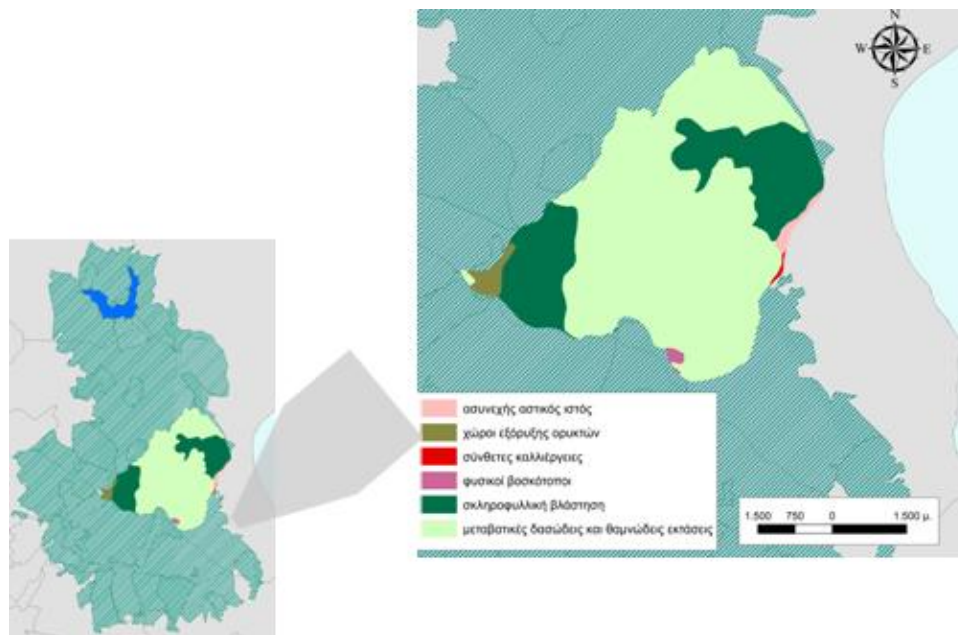 N
W E
S
ασυνεχής αστικός ιστός
χώροι εξόρυξης ορυκτών
σύνθετες καλλιέργειες
φυσικοί βοσκότοποι
σκληροφυλλική βλάστηση
μεταβατικές δασώδεις και θαμνώδεις εκτάσεις
1.500 750 0 1.500 μ.